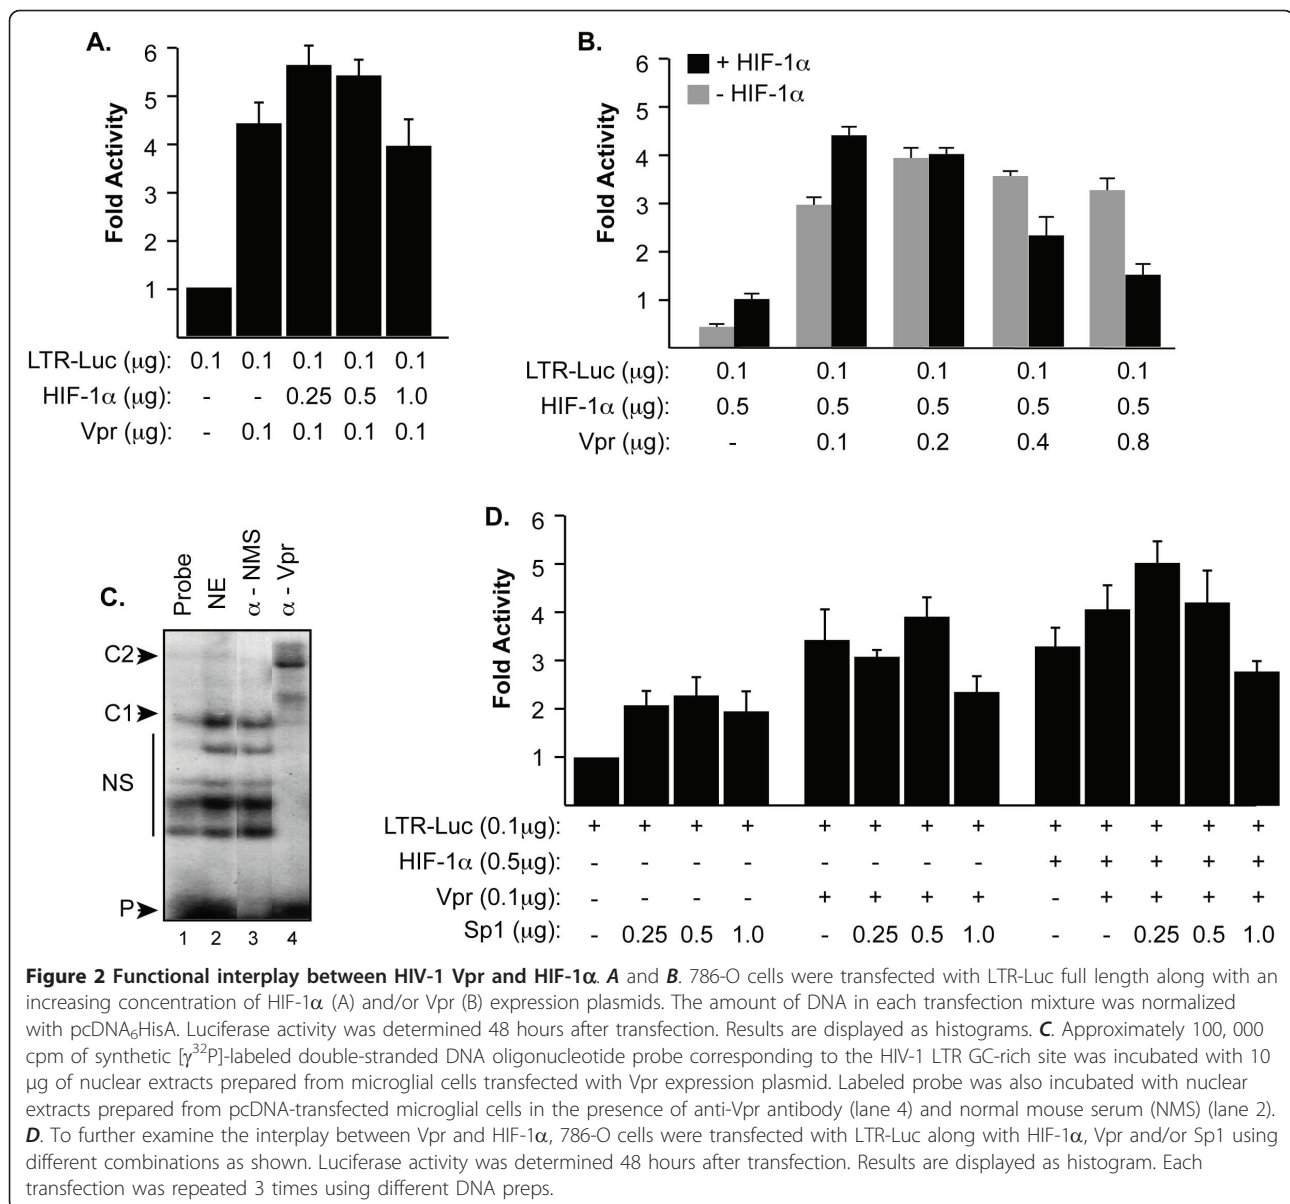 A.
6
5
4
3
2
1
Fold Activity
LTR-Luc (μg): 0.1 0.1 0.1 0.1 0.1
HIF-1α (μg): - - 0.25 0.5 1.0
Vpr (μg): - 0.1 0.1 0.1 0.1
B.
6
5
4
3
2
1
Fold Activity
+ HIF-1α
- HIF-1α
LTR-Luc (μg): 0.1 0.1 0.1 0.1 0.1
HIF-1α (μg): 0.5 0.5 0.5 0.5 0.5
Vpr (μg): - 0.1 0.2 0.4 0.8
C.
Probe
NE
α - NMS
α - Vpr
C2
C1
NS
P
1 2 3 4
D.
6
5
4
3
2
1
Fold Activity
LTR-Luc (0.1μg): + + + + + + + + + + + + +
HIF-1α (0.5μg): - - - - - - - - + + + + +
Vpr (0.1μg): - - - - + + + + - + + + +
Sp1 (μg): - 0.25 0.5 1.0 - 0.25 0.5 1.0 - - 0.25 0.5 1.0
Figure 2 Functional interplay between HIV-1 Vpr and HIF-1α. A and B. 786-O cells were transfected with LTR-Luc full length along with an
increasing concentration of HIF-1α (A) and/or Vpr (B) expression plasmids. The amount of DNA in each transfection mixture was normalized
with pcDNA₆HisA. Luciferase activity was determined 48 hours after transfection. Results are displayed as histograms. C. Approximately 100, 000
cpm of synthetic [γ³²P]-labeled double-stranded DNA oligonucleotide probe corresponding to the HIV-1 LTR GC-rich site was incubated with 10
μg of nuclear extracts prepared from microglial cells transfected with Vpr expression plasmid. Labeled probe was also incubated with nuclear
extracts prepared from pcDNA-transfected microglial cells in the presence of anti-Vpr antibody (lane 4) and normal mouse serum (NMS) (lane 2).
D. To further examine the interplay between Vpr and HIF-1α, 786-O cells were transfected with LTR-Luc along with HIF-1α, Vpr and/or Sp1 using
different combinations as shown. Luciferase activity was determined 48 hours after transfection. Results are displayed as histogram. Each
transfection was repeated 3 times using different DNA preps.